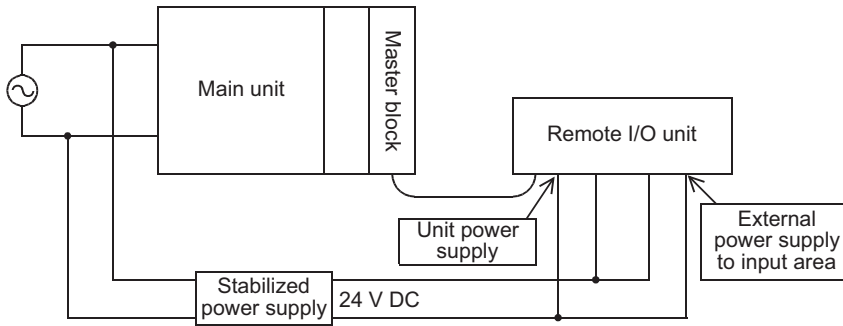 Main unit
Master block
Remote I/O unit
Unit power
supply
External
power supply
to input area
Stabilized
power supply
24 V DC